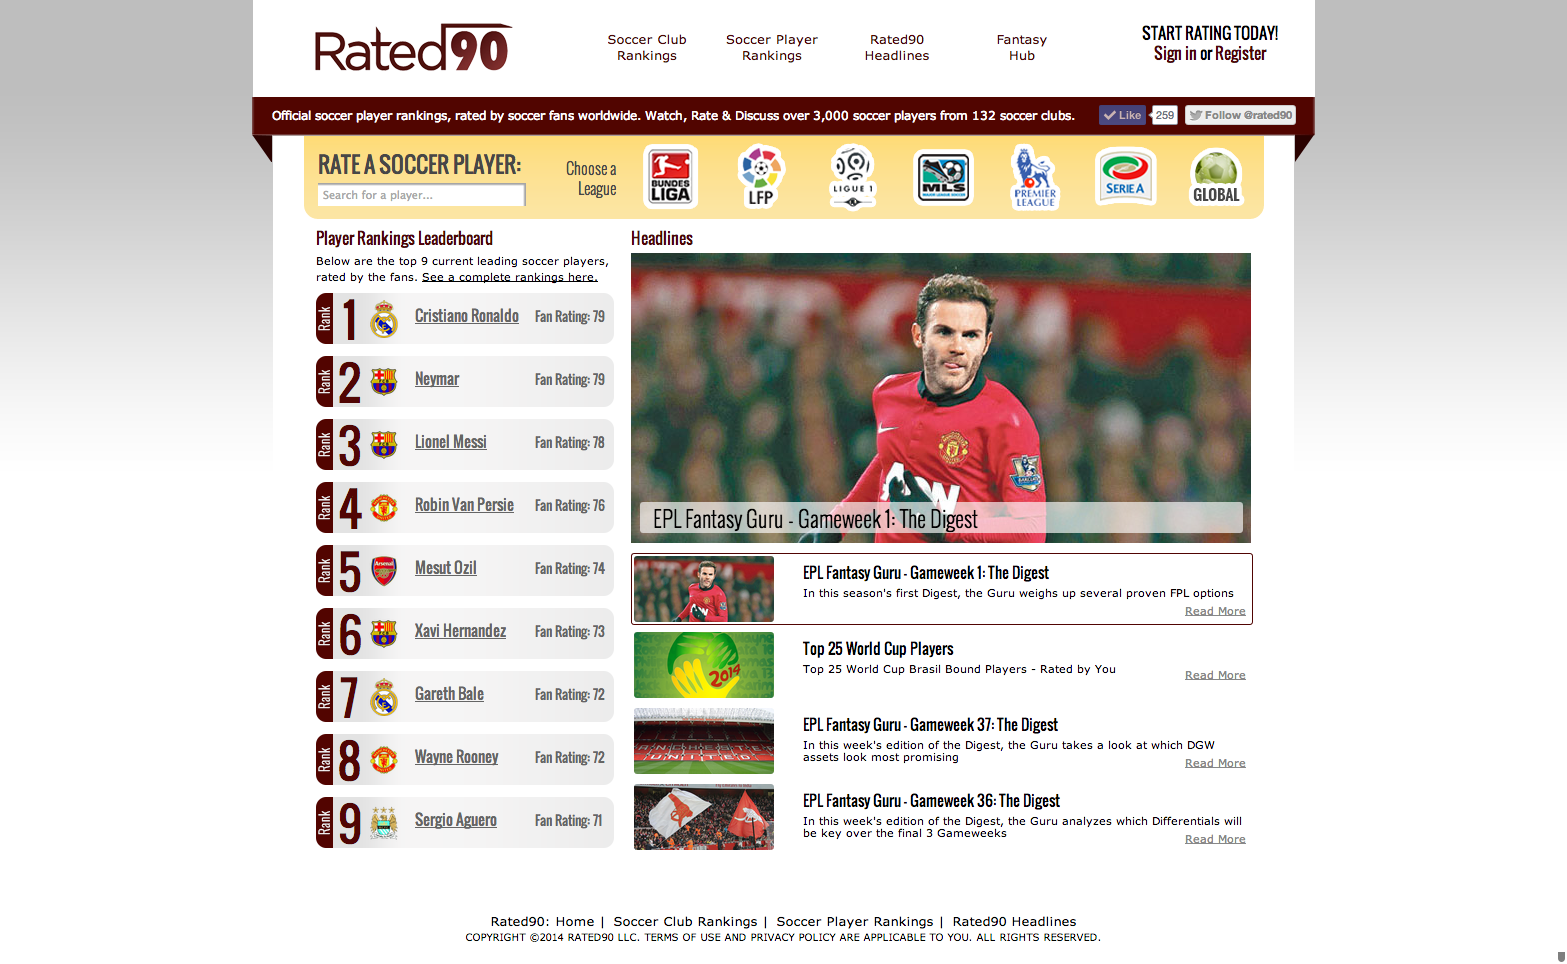 Rated90
Soccer Club
Rankings
Soccer Player
Rankings
Rated90
Headlines
Fantasy
Hub
START RATING TODAY!
Sign in or Register
Official soccer player rankings, rated by soccer fans worldwide. Watch, Rate & Discuss over 3,000 soccer players from 132 soccer clubs.
Like
259
Follow @rated90
RATE A SOCCER PLAYER:
Search for a player...
Choose a
League
BUNDES
LIGA
LFP
LIGUE 1
MLS
MAJOR LEAGUE SOCCER
PREMIER
LEAGUE
SERIE A
GLOBAL
Player Rankings Leaderboard
Below are the top 9 current leading soccer players,
rated by the fans. See a complete rankings here.
Rank 1 Cristiano Ronaldo Fan Rating: 79
Rank 2 Neymar Fan Rating: 79
Rank 3 Lionel Messi Fan Rating: 78
Rank 4 Robin Van Persie Fan Rating: 76
Rank 5 Arsenal Mesut Ozil Fan Rating: 74
Rank 6 Xavi Hernandez Fan Rating: 73
Rank 7 Gareth Bale Fan Rating: 72
Rank 8 Wayne Rooney Fan Rating: 72
Rank 9 Sergio Aguero Fan Rating: 71
Headlines
EPL Fantasy Guru - Gameweek 1: The Digest
EPL Fantasy Guru - Gameweek 1: The Digest
In this season's first Digest, the Guru weighs up several proven FPL options
Read More
2014
Top 25 World Cup Players
Top 25 World Cup Brasil Bound Players - Rated by You
Read More
EPL Fantasy Guru - Gameweek 37: The Digest
In this week's edition of the Digest, the Guru takes a look at which DGW
assets look most promising
Read More
EPL Fantasy Guru - Gameweek 36: The Digest
In this week's edition of the Digest, the Guru analyzes which Differentials will
be key over the final 3 Gameweeks
Read More
Rated90: Home | Soccer Club Rankings | Soccer Player Rankings | Rated90 Headlines
COPYRIGHT ©2014 RATED90 LLC. TERMS OF USE AND PRIVACY POLICY ARE APPLICABLE TO YOU. ALL RIGHTS RESERVED.